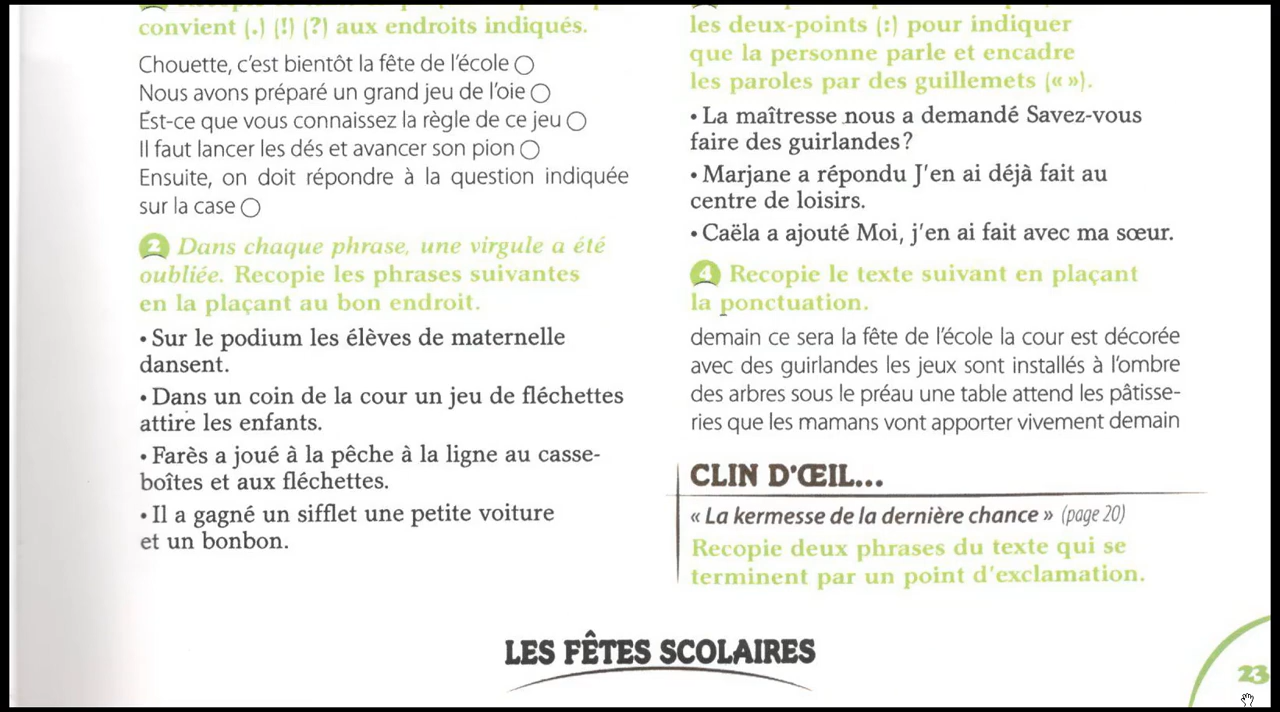 convient (.) (!) (?) aux endroits indiqués.
Chouette, c'est bientôt la fête de l'école
Nous avons préparé un grand jeu de l'oie
Est-ce que vous connaissez la règle de ce jeu
Il faut lancer les dés et avancer son pion
Ensuite, on doit répondre à la question indiquée
sur la case
2 Dans chaque phrase, une virgule a été
oubliée. Recopie les phrases suivantes
en la plaçant au bon endroit.
• Sur le podium les élèves de maternelle
dansent.
• Dans un coin de la cour un jeu de fléchettes
attire les enfants.
• Farès a joué à la pêche à la ligne au casse-
boîtes et aux fléchettes.
• Il a gagné un sifflet une petite voiture
et un bonbon.
les deux-points (:) pour indiquer
que la personne parle et encadre
les paroles par des guillemets (« »).
• La maîtresse nous a demandé Savez-vous
faire des guirlandes ?
• Marjane a répondu J'en ai déjà fait au
centre de loisirs.
• Caëla a ajouté Moi, j'en ai fait avec ma sœur.
4 Recopie le texte suivant en plaçant
la ponctuation.
demain ce sera la fête de l'école la cour est décorée
avec des guirlandes les jeux sont installés à l'ombre
des arbres sous le préau une table attend les pâtisse-
ries que les mamans vont apporter vivement demain
CLIN D'ŒIL...
« La kermesse de la dernière chance » (page 20)
Recopie deux phrases du texte qui se
terminent par un point d'exclamation.
LES FÊTES SCOLAIRES
23